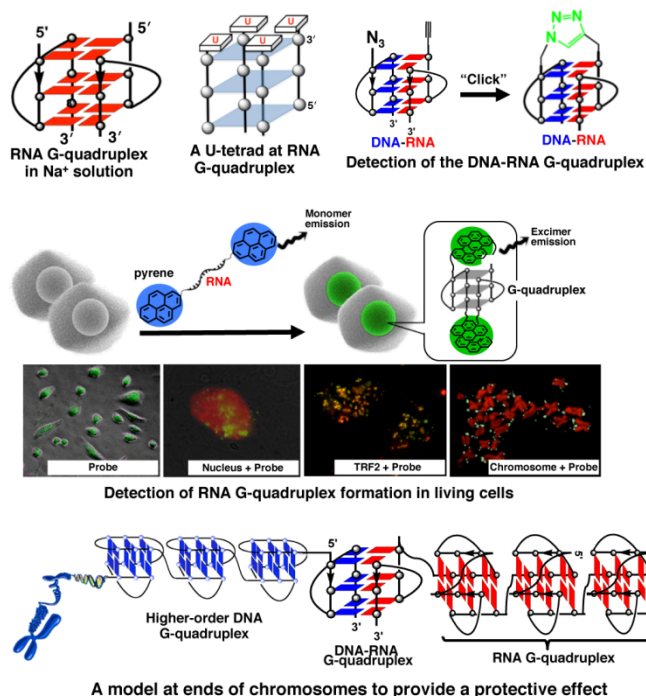 5'
5'
3'
3'
RNA G-quadruplex
in Na⁺ solution
U
U
U
U
3'
5'
A U-tetrad at RNA
G-quadruplex
N₃
3'
3'
DNA-RNA
“Click”
N=N
N
DNA-RNA
Detection of the DNA-RNA G-quadruplex
Monomer
emission
pyrene
RNA
Excimer
emission
G-quadruplex
Probe
Nucleus + Probe
TRF2 + Probe
Chromosome + Probe
Detection of RNA G-quadruplex formation in living cells
5'
5'
3'
3'
Higher-order DNA
G-quadruplex
DNA-RNA
G-quadruplex
RNA G-quadruplex
A model at ends of chromosomes to provide a protective effect